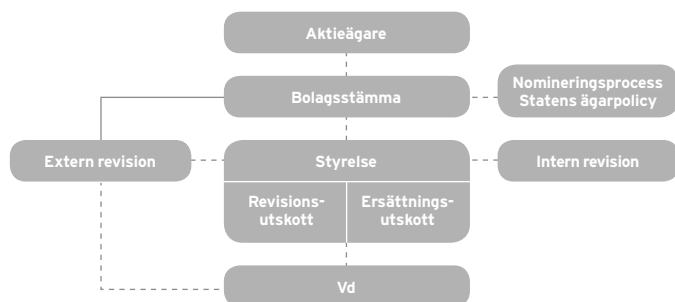 Aktieägare
Bolagsstämma
Nomineringsprocess
Statens ägarpolicy
Extern revision
Styrelse
Intern revision
Revisions-
utskott
Ersättnings-
utskott
Vd